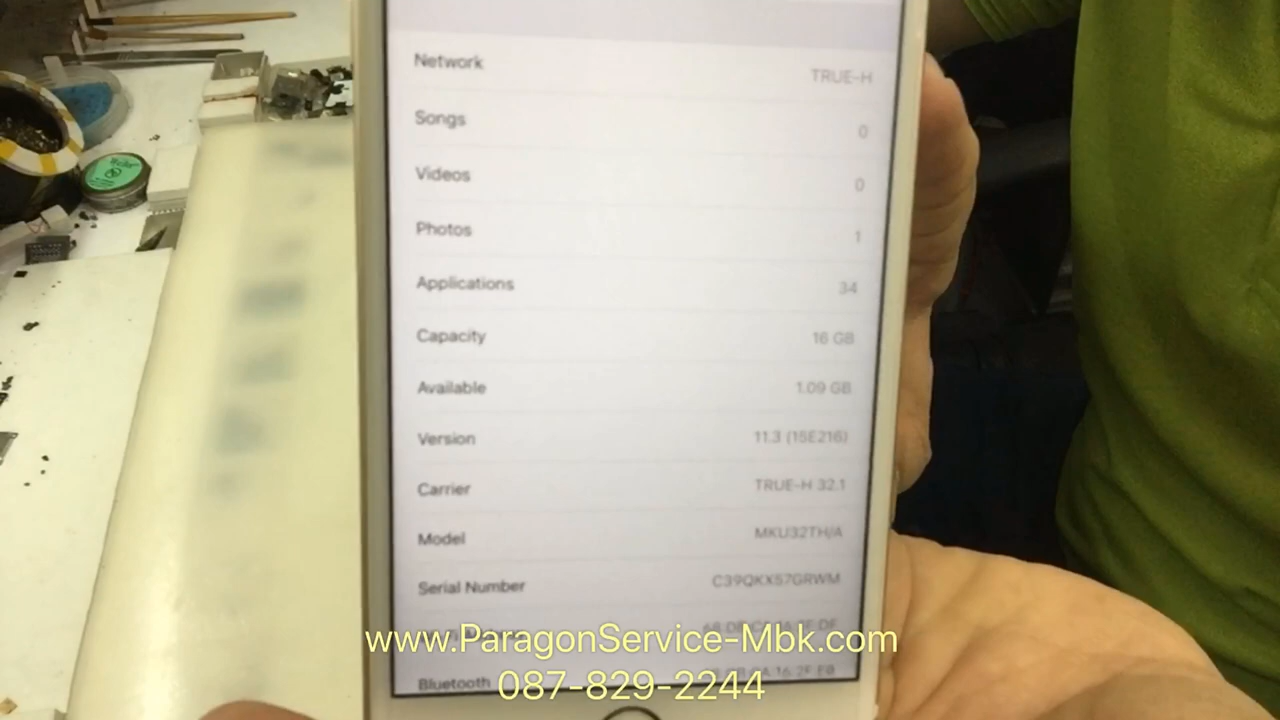 Network TRUE-H
Songs 0
Videos 0
Photos 1
Applications 34
Capacity 16 GB
Available 1.09 GB
Version 11.3 (15E216)
Carrier TRUE-H 32.1
Model MKU32TH/A
Serial Number C39QKX57GRWM
www.ParagonService-Mbk.com
Bluetooth
087-829-2244